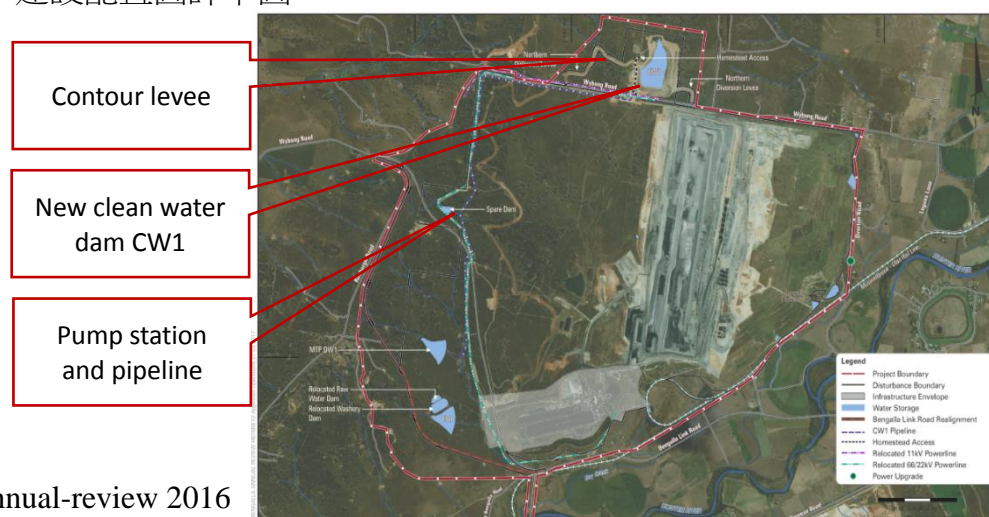 Contour levee
New clean water
dam CW1
Pump station
and pipeline
Northern
Homestead Access
Wybong Road
Northern
Diversion Levee
Wybong Road
Wybong Road
Spare Dam
Overton Road
MTP DW1
Relocated Raw
Water Dam
Relocated Washery
Dam
Bengalla Link Road
Legend
Project Boundary
Disturbance Boundary
Infrastructure Envelope
Water Storage
Bengalla Link Road Realignment
CW1 Pipeline
Homestead Access
Relocated 11kV Powerline
Relocated 66/22kV Powerline
Power Upgrade
nnual-review 2016